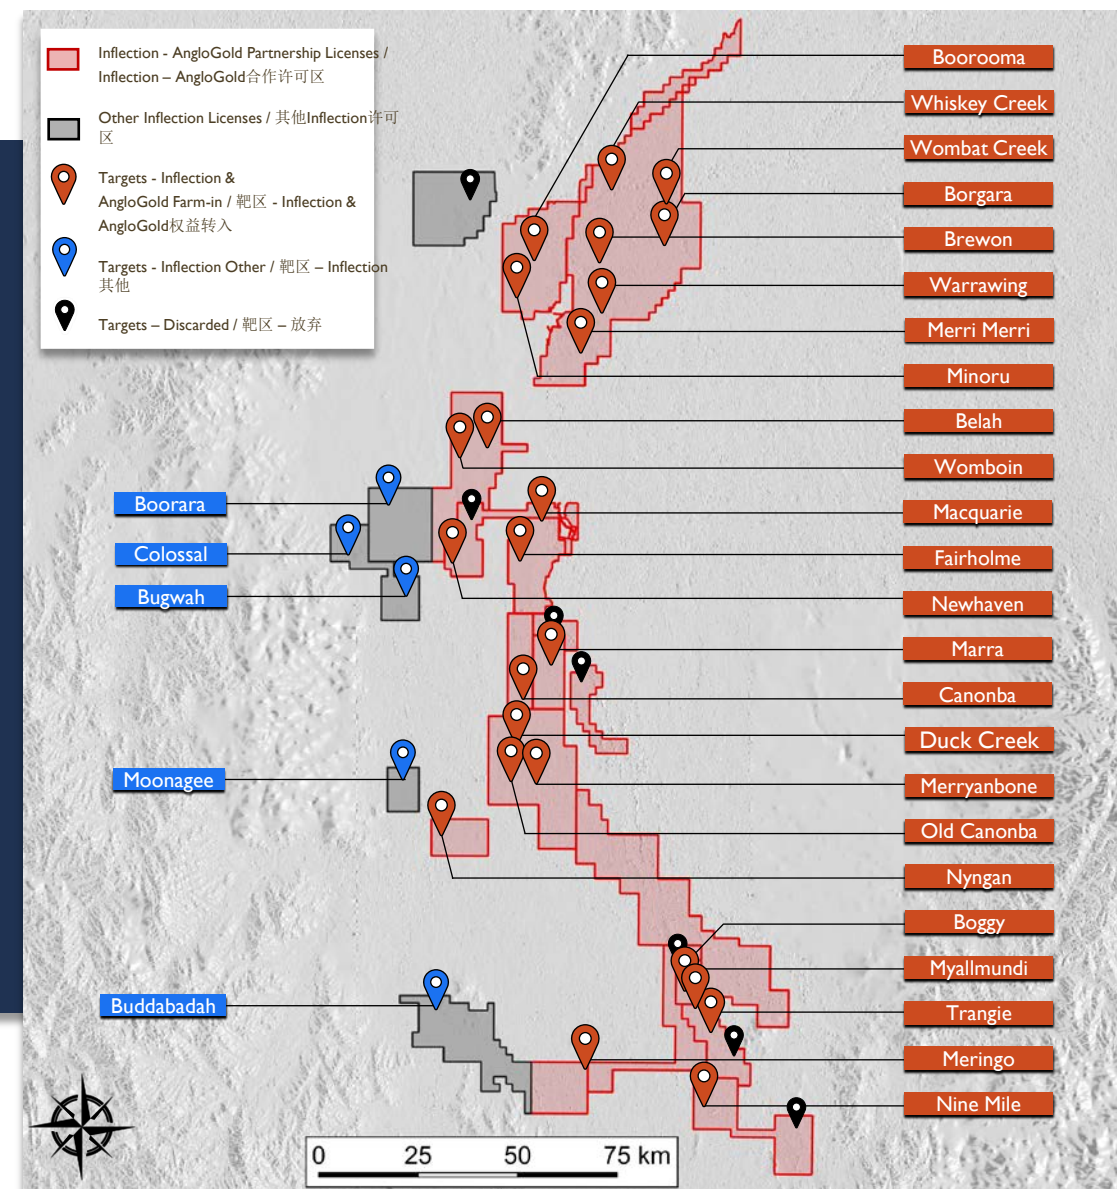 Inflection - AngloGold Partnership Licenses /
Inflection – AngloGold合作许可区
Other Inflection Licenses / 其他Inflection许可
区
Targets - Inflection &
AngloGold Farm-in / 靶区 - Inflection &
AngloGold权益转入
Targets - Inflection Other / 靶区 – Inflection
其他
Targets – Discarded / 靶区 – 放弃
Boorooma
Whiskey Creek
Wombat Creek
Borgara
Brewon
Warrawing
Merri Merri
Minoru
Belah
Womboin
Boorara
Macquarie
Colossal
Fairholme
Bugwah
Newhaven
Marra
Canonba
Duck Creek
Moonagee
Merryanbone
Old Canonba
Nyngan
Boggy
Myallmundi
Buddabadah
Trangie
Meringo
Nine Mile
0 25 50 75 km